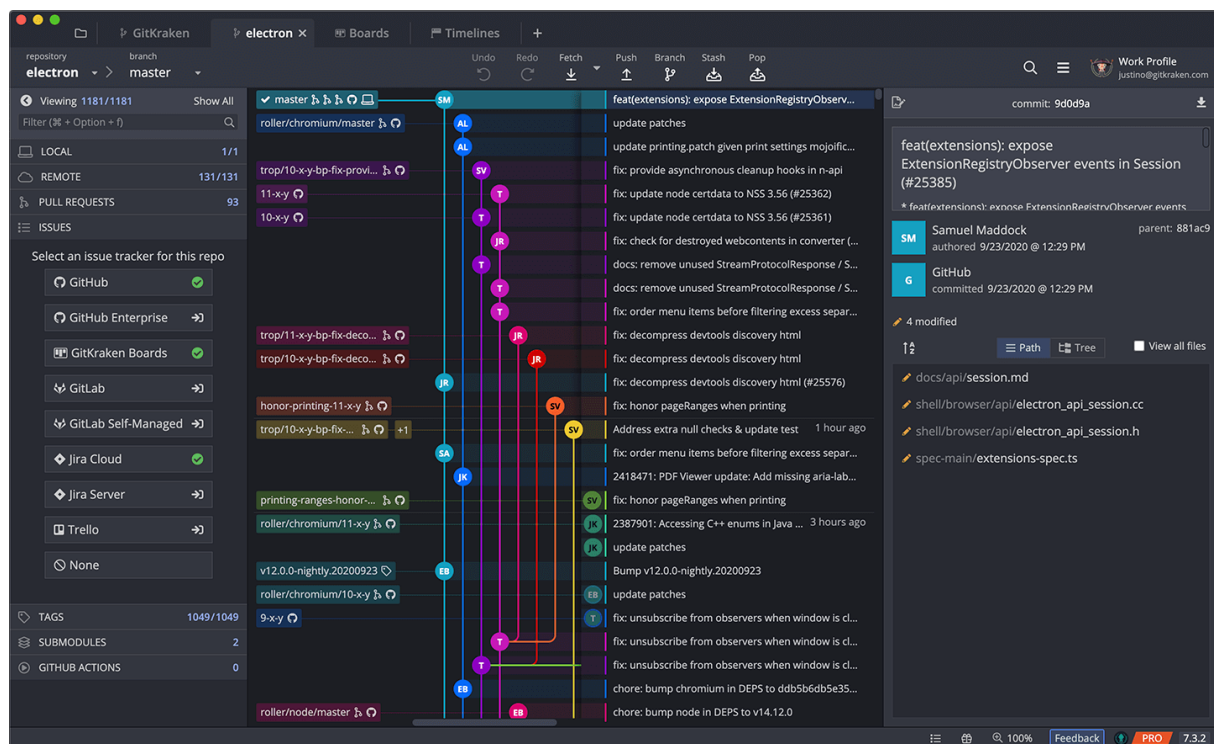 GitKraken
electron
Boards
Timelines
repository
electron
branch
master
Undo
Redo
Fetch
Push
Branch
Stash
Pop
Work Profile
justino@gitkraken.com
Viewing 1181/1181 Show All
Filter (⌘ + Option + f)
LOCAL 1/1
REMOTE 131/131
PULL REQUESTS 93
ISSUES
Select an issue tracker for this repo
GitHub
GitHub Enterprise
GitKraken Boards
GitLab
GitLab Self-Managed
Jira Cloud
Jira Server
Trello
None
TAGS 1049/1049
SUBMODULES 2
GITHUB ACTIONS 0
master SM feat(extensions): expose ExtensionRegistryObserv...
roller/chromium/master AL update patches
AL update printing.patch given print settings mojofic...
trop/10-x-y-bp-fix-provi... SV fix: provide asynchronous cleanup hooks in n-api
11-x-y T fix: update node certdata to NSS 3.56 (#25362)
10-x-y T fix: update node certdata to NSS 3.56 (#25361)
JR fix: check for destroyed webcontents in converter (...
T docs: remove unused StreamProtocolResponse / S...
T docs: remove unused StreamProtocolResponse / S...
T fix: order menu items before filtering excess separ...
trop/11-x-y-bp-fix-deco... JR fix: decompress devtools discovery html
trop/10-x-y-bp-fix-deco... JR fix: decompress devtools discovery html
JR fix: decompress devtools discovery html (#25576)
honor-printing-11-x-y SV fix: honor pageRanges when printing
trop/10-x-y-bp-fix-... +1 SV Address extra null checks & update test 1 hour ago
SA fix: order menu items before filtering excess separ...
JK 2418471: PDF Viewer update: Add missing aria-lab...
printing-ranges-honor-... SV fix: honor pageRanges when printing
roller/chromium/11-x-y JK 2387901: Accessing C++ enums in Java ... 3 hours ago
JK update patches
v12.0.0-nightly.20200923 EB Bump v12.0.0-nightly.20200923
roller/chromium/10-x-y EB update patches
9-x-y T fix: unsubscribe from observers when window is cl...
T fix: unsubscribe from observers when window is cl...
T fix: unsubscribe from observers when window is cl...
EB chore: bump chromium in DEPS to ddb5b6db5e35...
roller/node/master EB chore: bump node in DEPS to v14.12.0
commit: 9d0d9a
feat(extensions): expose
ExtensionRegistryObserver events in Session
(#25385)
* feat(extensions): expose ExtensionRegistryObserver events
SM
Samuel Maddock parent: 881ac9
authored 9/23/2020 @ 12:29 PM
G
GitHub
committed 9/23/2020 @ 12:29 PM
4 modified
Path
Tree
View all files
docs/api/session.md
shell/browser/api/electron_api_session.cc
shell/browser/api/electron_api_session.h
spec-main/extensions-spec.ts
100%
Feedback
PRO
7.3.2